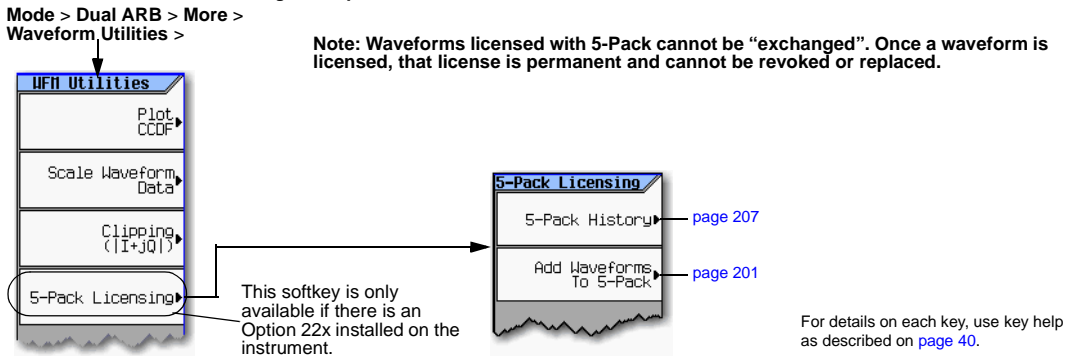 Mode > Dual ARB > More >
Waveform Utilities >
Note: Waveforms licensed with 5-Pack cannot be “exchanged”. Once a waveform is
licensed, that license is permanent and cannot be revoked or replaced.
WFM Utilities
Plot
CCDF
Scale Waveform
Data
Clipping
(|I+jQ|)
5-Pack Licensing
This softkey is only
available if there is an
Option 22x installed on the
instrument.
5-Pack Licensing
5-Pack History
page 207
Add Waveforms
To 5-Pack
page 201
For details on each key, use key help
as described on page 40.